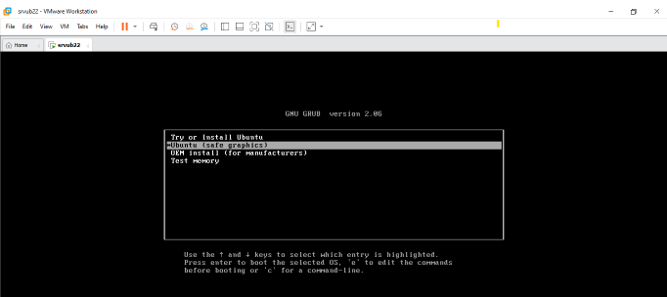 srvub22 - VMware Workstation
File Edit View VM Tabs Help
Home srvub22
GNU GRUB version 2.06
Try or Install Ubuntu
*Ubuntu (safe graphics)
OEM install (for manufacturers)
Test memory
Use the ↑ and ↓ keys to select which entry is highlighted.
Press enter to boot the selected OS, 'e' to edit the commands
before booting or 'c' for a command-line.